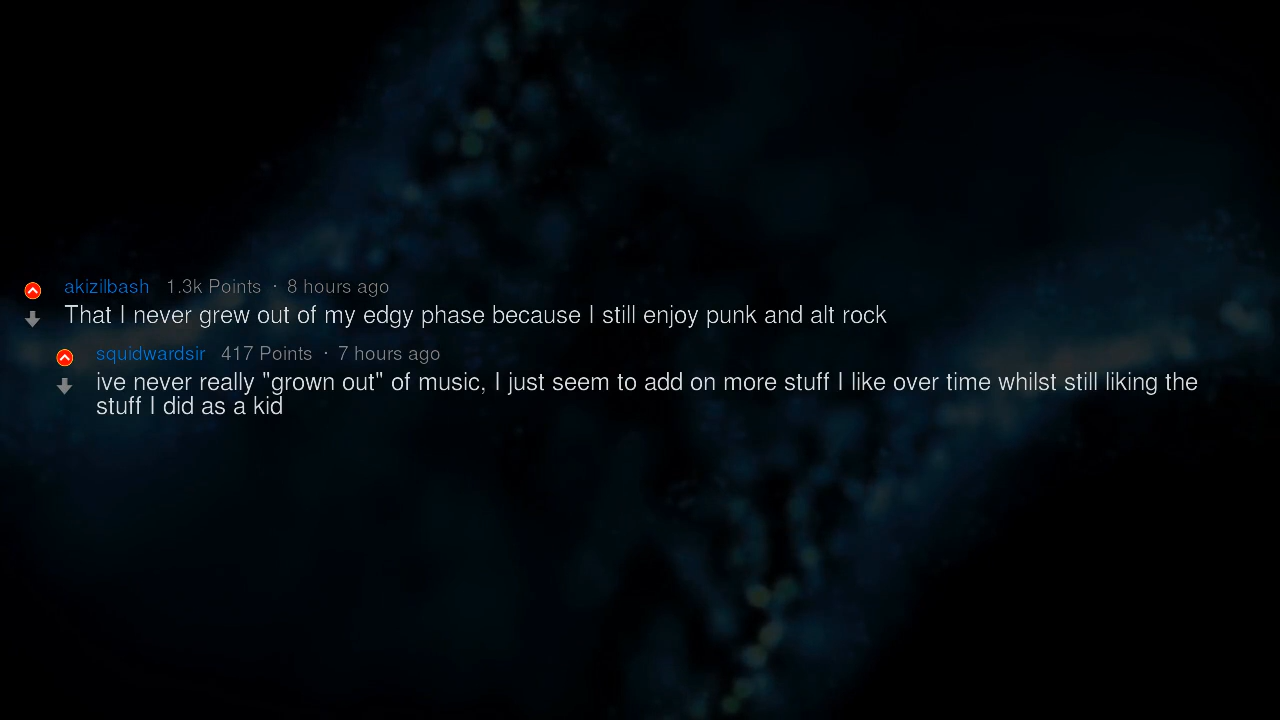 akizilbash 1.3k Points · 8 hours ago
That I never grew out of my edgy phase because I still enjoy punk and alt rock
squidwardsir 417 Points · 7 hours ago
ive never really "grown out" of music, I just seem to add on more stuff I like over time whilst still liking the
stuff I did as a kid